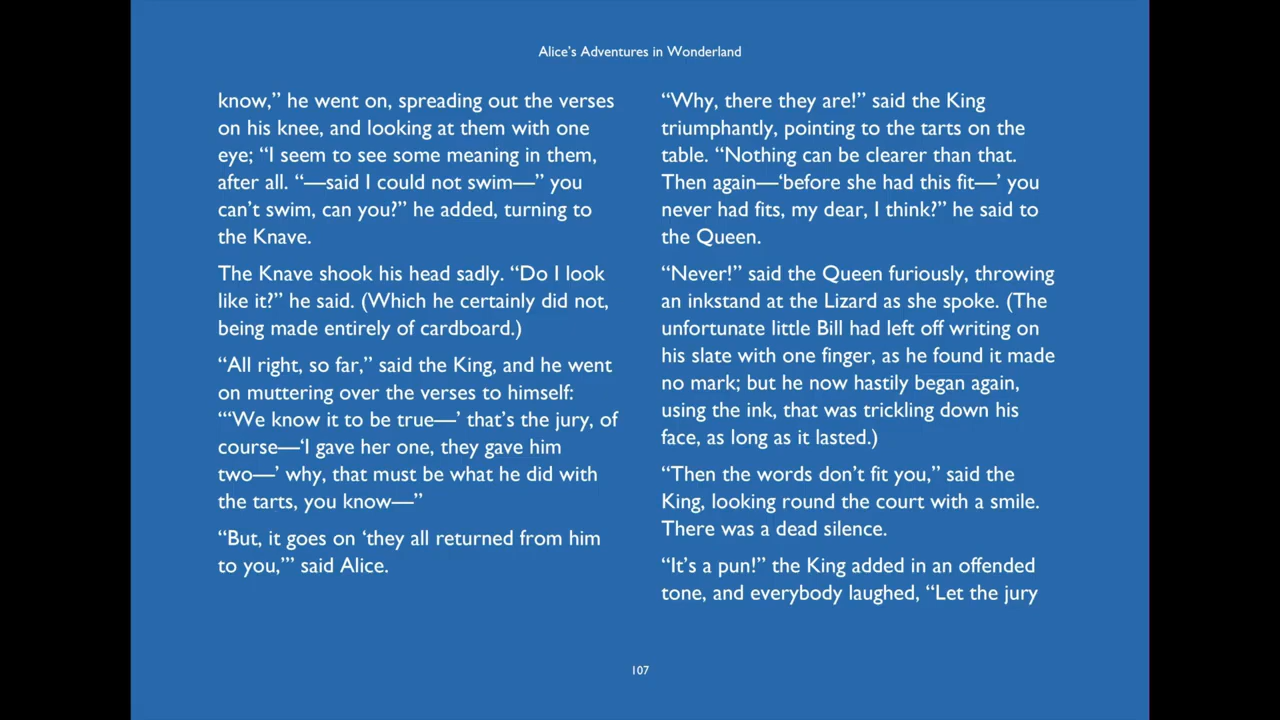 Alice’s Adventures in Wonderland
know,” he went on, spreading out the verses
on his knee, and looking at them with one
eye; “I seem to see some meaning in them,
after all. “—said I could not swim—” you
can’t swim, can you?” he added, turning to
the Knave.
The Knave shook his head sadly. “Do I look
like it?” he said. (Which he certainly did not,
being made entirely of cardboard.)
“All right, so far,” said the King, and he went
on muttering over the verses to himself:
“‘We know it to be true—’ that’s the jury, of
course—‘I gave her one, they gave him
two—’ why, that must be what he did with
the tarts, you know—”
“But, it goes on ‘they all returned from him
to you,’” said Alice.
“Why, there they are!” said the King
triumphantly, pointing to the tarts on the
table. “Nothing can be clearer than that.
Then again—‘before she had this fit—’ you
never had fits, my dear, I think?” he said to
the Queen.
“Never!” said the Queen furiously, throwing
an inkstand at the Lizard as she spoke. (The
unfortunate little Bill had left off writing on
his slate with one finger, as he found it made
no mark; but he now hastily began again,
using the ink, that was trickling down his
face, as long as it lasted.)
“Then the words don’t fit you,” said the
King, looking round the court with a smile.
There was a dead silence.
“It’s a pun!” the King added in an offended
tone, and everybody laughed, “Let the jury
107